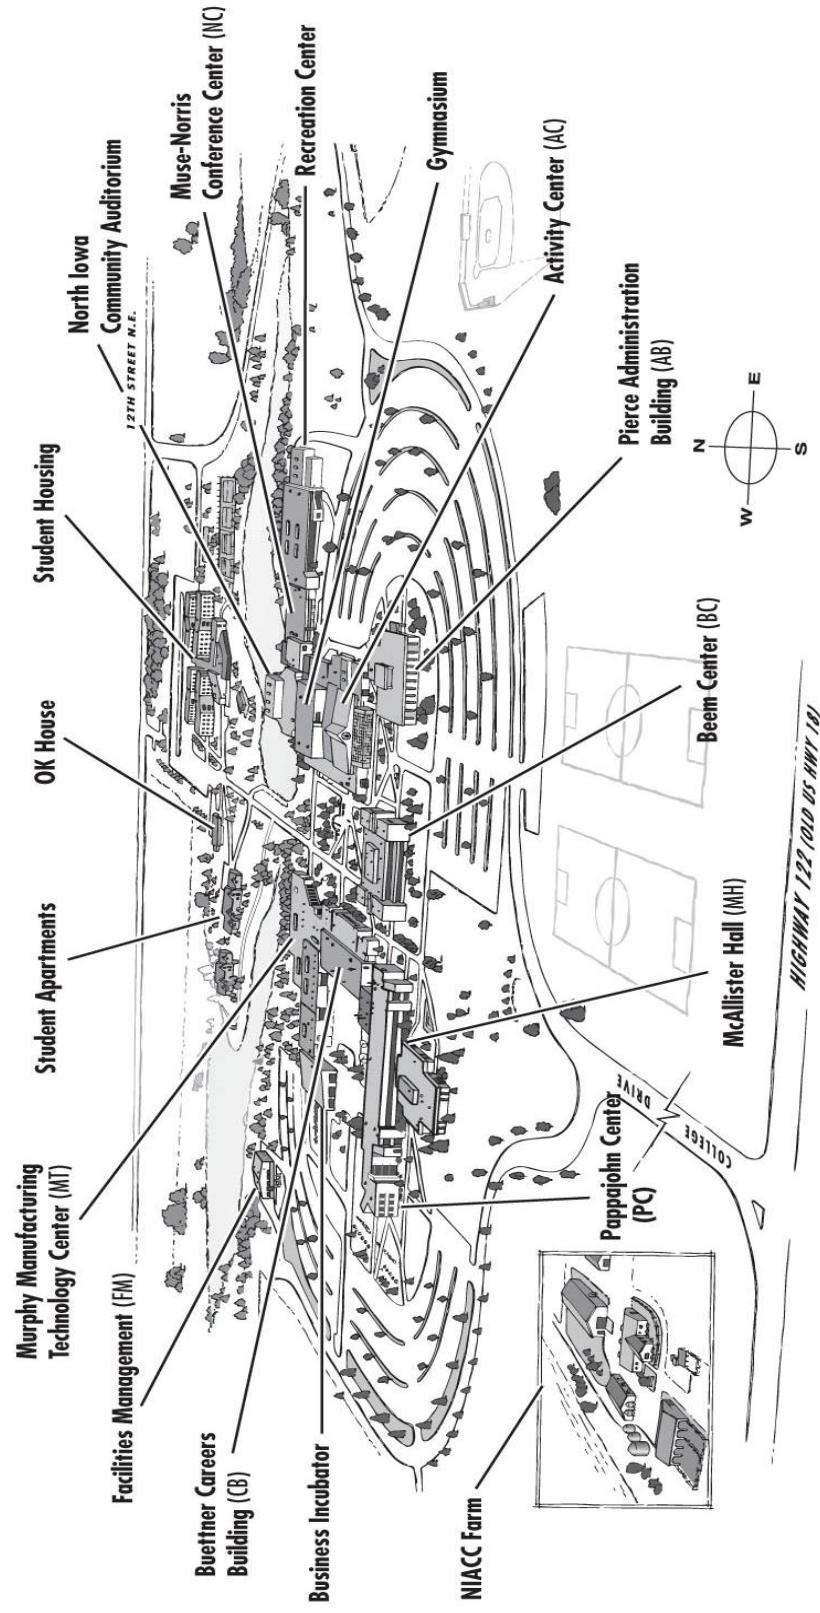 Murphy Manufacturing
Technology Center (MT)
Student Apartments
OK House
Student Housing
North Iowa
Community Auditorium
12TH STREET N.E.
Muse-Norris
Conference Center (NC)
Recreation Center
Gymnasium
Activity Center (AC)
Pierce Administration
Building (AB)
Facilities Management (FM)
Buettner Careers
Building (CB)
Business Incubator
NIACC Farm
Pappajohn Center
(PC)
McAllister Hall (MH)
Beem Center (BC)
COLLEGE DRIVE
HIGHWAY 122 (OLD US HWY 18)
N
W
E
S